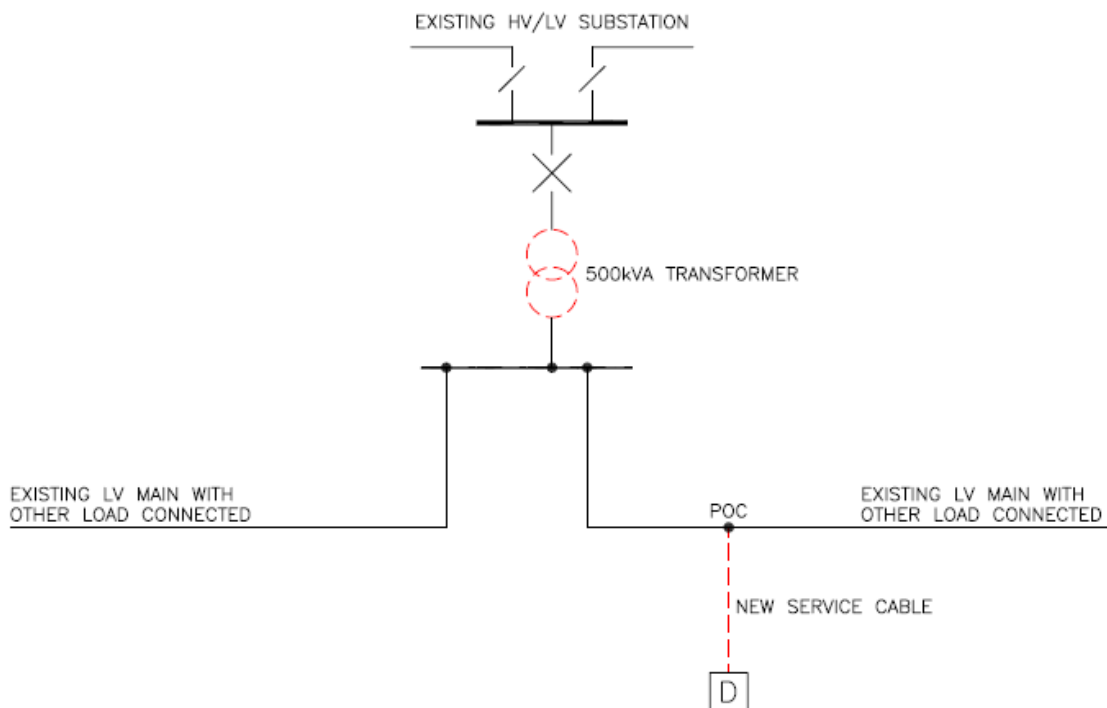 EXISTING HV/LV SUBSTATION
500kVA TRANSFORMER
EXISTING LV MAIN WITH
OTHER LOAD CONNECTED
POC
EXISTING LV MAIN WITH
OTHER LOAD CONNECTED
NEW SERVICE CABLE
D